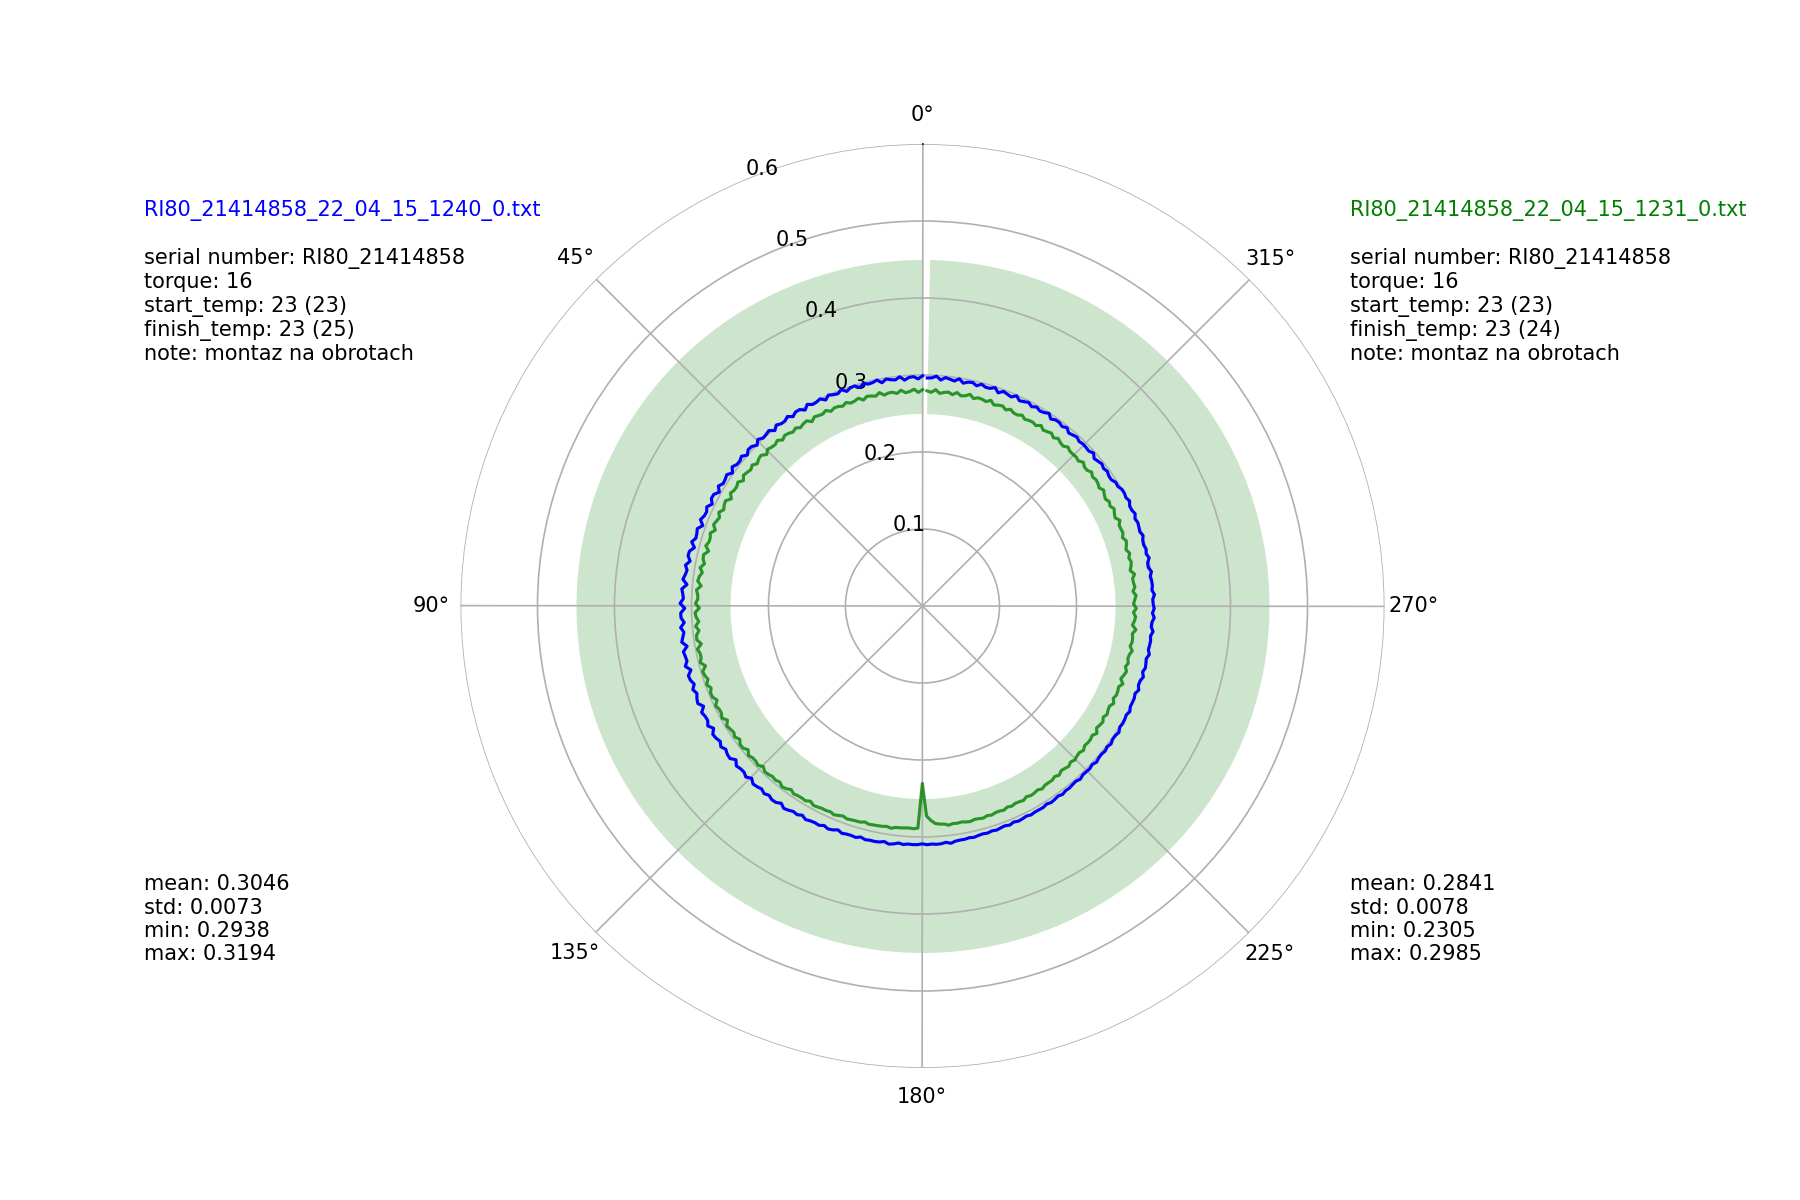 0°
0.6
RI80_21414858_22_04_15_1240_0.txt
RI80_21414858_22_04_15_1231_0.txt
0.5
serial number: RI80_21414858
torque: 16
start_temp: 23 (23)
finish_temp: 23 (25)
note: montaz na obrotach
45°
315°
serial number: RI80_21414858
torque: 16
start_temp: 23 (23)
finish_temp: 23 (24)
note: montaz na obrotach
0.4
0.3
0.2
0.1
90°
270°
mean: 0.3046
std: 0.0073
min: 0.2938
max: 0.3194
135°
225°
mean: 0.2841
std: 0.0078
min: 0.2305
max: 0.2985
180°